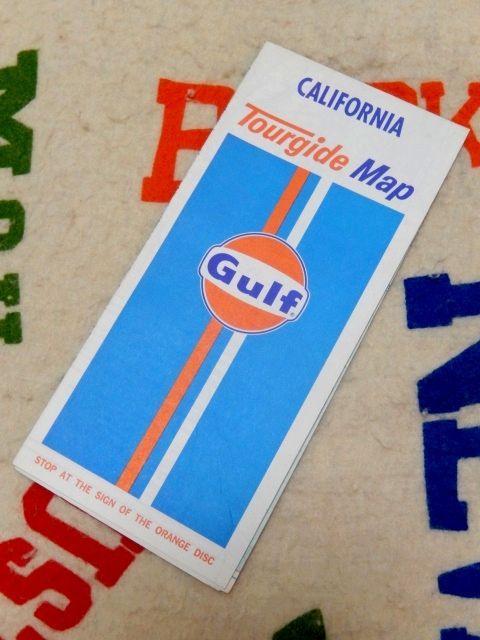 CALIFORNIA
Tourgide Map
Gulf
STOP AT THE SIGN OF THE ORANGE DISC